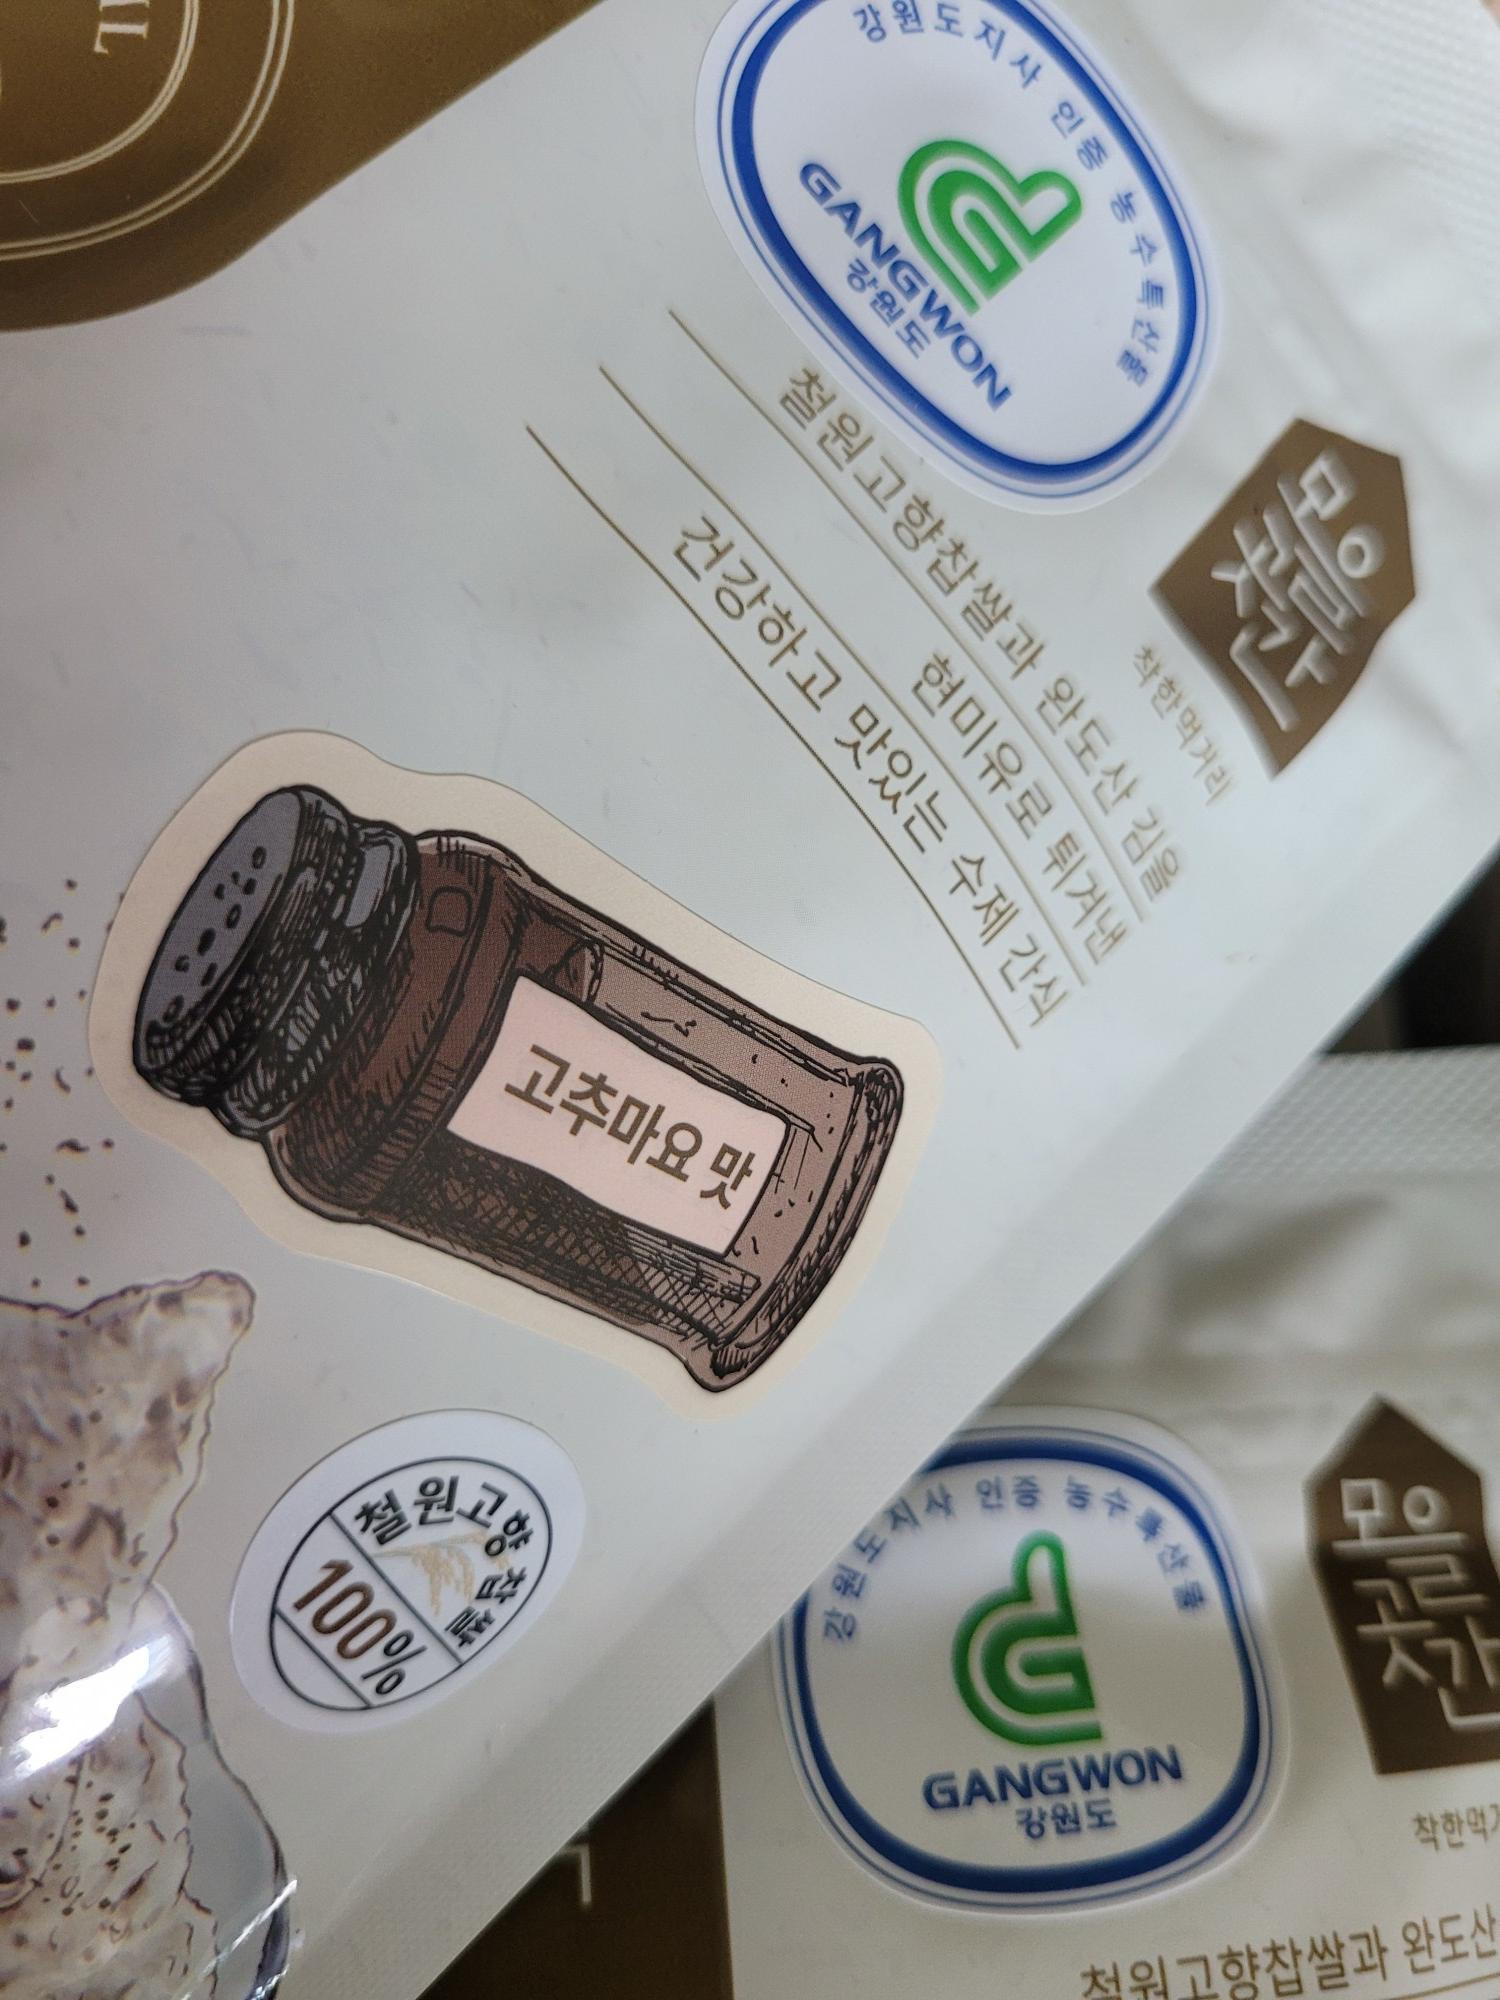 강원도지사 인증 농수특산물
GANGWON
강원도
모을
곳간
착한먹거리
철원고향찹쌀과 완도산 김을
현미유로 튀겨낸
건강하고 맛있는 수제 간식
고추마요 맛
철원고향찹쌀
100%
강원도지사 인증 농수특산물
GANGWON
강원도
모을
곳간
착한먹거
철원고향찹쌀과 완도산